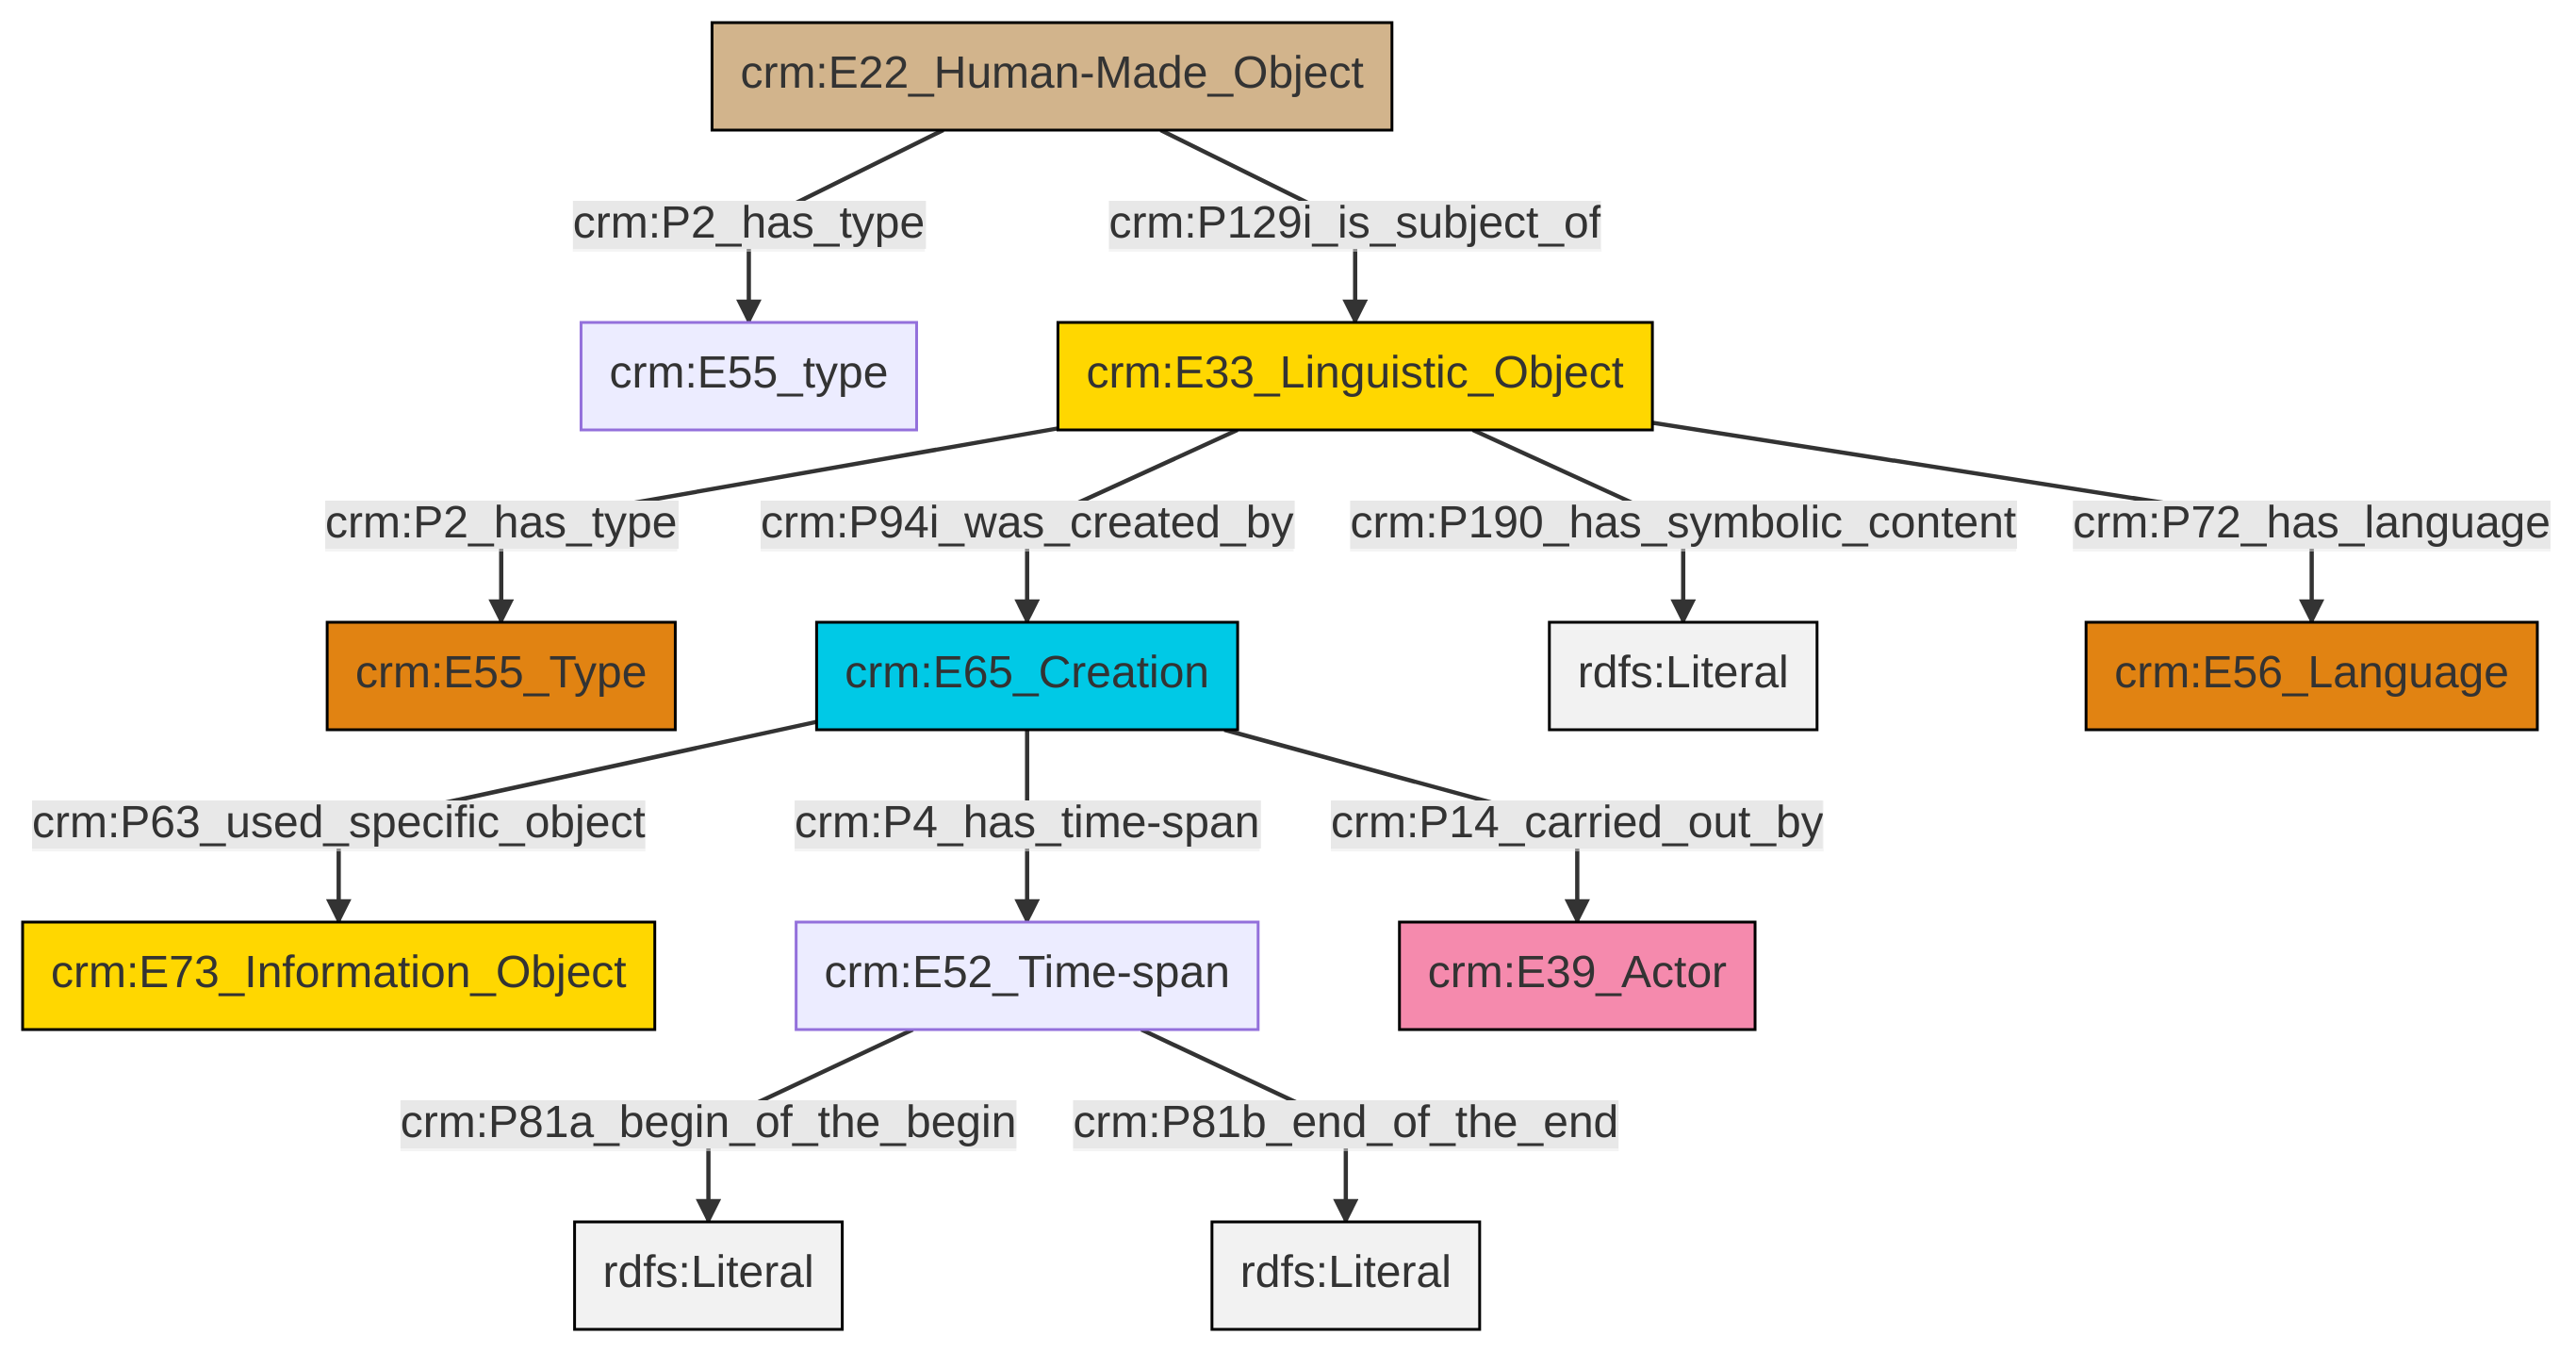 crm:E22_Human-Made_Object
crm:P2_has_type
crm:P129i_is_subject_of
crm:E55_type
crm:E33_Linguistic_Object
crm:P2_has_type
crm:P94i_was_created_by
crm:P190_has_symbolic_content
crm:P72_has_language
crm:E55_Type
crm:E65_Creation
rdfs:Literal
crm:E56_Language
crm:P63_used_specific_object
crm:P4_has_time-span
crm:P14_carried_out_by
crm:E73_Information_Object
crm:E52_Time-span
crm:E39_Actor
crm:P81a_begin_of_the_begin
crm:P81b_end_of_the_end
rdfs:Literal
rdfs:Literal